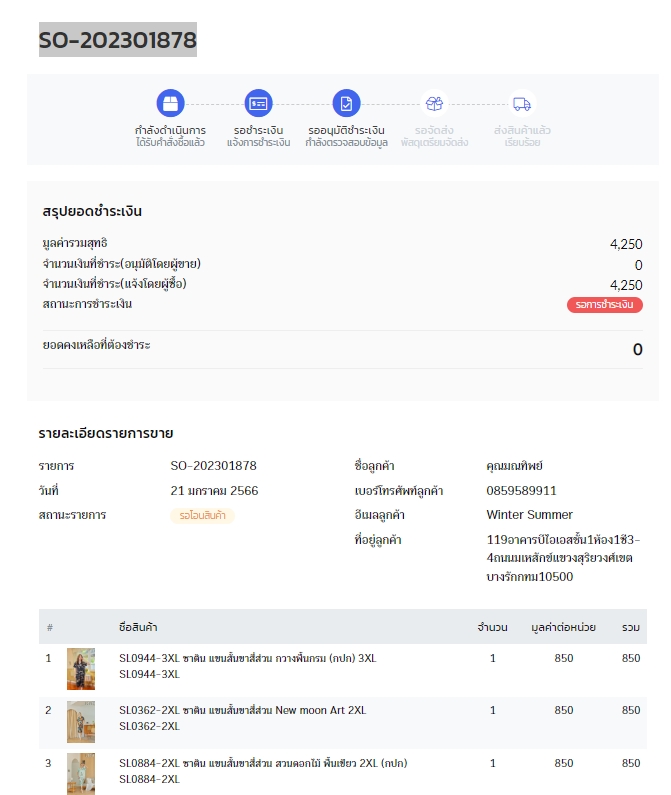 SO-202301878
กำลังดำเนินการ
ได้รับคำสั่งซื้อแล้ว
รอชำระเงิน
แจ้งการชำระเงิน
รออนุมัติชำระเงิน
กำลังตรวจสอบข้อมูล
รอจัดส่ง
พัสดุเตรียมจัดส่ง
ส่งสินค้าแล้ว
เรียบร้อย
สรุปยอดชำระเงิน
มูลค่ารวมสุทธิ 4,250
จำนวนเงินที่ชำระ(อนุมัติโดยผู้ขาย) 0
จำนวนเงินที่ชำระ(แจ้งโดยผู้ซื้อ) 4,250
สถานะการชำระเงิน รอการชำระเงิน
ยอดคงเหลือที่ต้องชำระ 0
รายละเอียดรายการขาย
รายการ SO-202301878
วันที่ 21 มกราคม 2566
สถานะรายการ รอโอนสินค้า
ชื่อลูกค้า คุณมณทิพย์
เบอร์โทรศัพท์ลูกค้า 0859589911
อีเมลลูกค้า Winter Summer
ที่อยู่ลูกค้า 119อาคารบีไอเอสชั้น1ห้อง1ซี3-
4ถนนมเหสักข์แขวงสุริยวงศ์เขต
บางรักกทม10500
# ชื่อสินค้า จำนวน มูลค่าต่อหน่วย รวม
1 SL0944-3XL ซาติน แขนสั้นขาสี่ส่วน กวางพื้นกรม (กปก) 3XL 1 850 850
SL0944-3XL
2 SL0362-2XL ซาติน แขนสั้นขาสี่ส่วน New moon Art 2XL 1 850 850
SL0362-2XL
3 SL0884-2XL ซาติน แขนสั้นขาสี่ส่วน สวนดอกไม้ พื้นเขียว 2XL (กปก) 1 850 850
SL0884-2XL